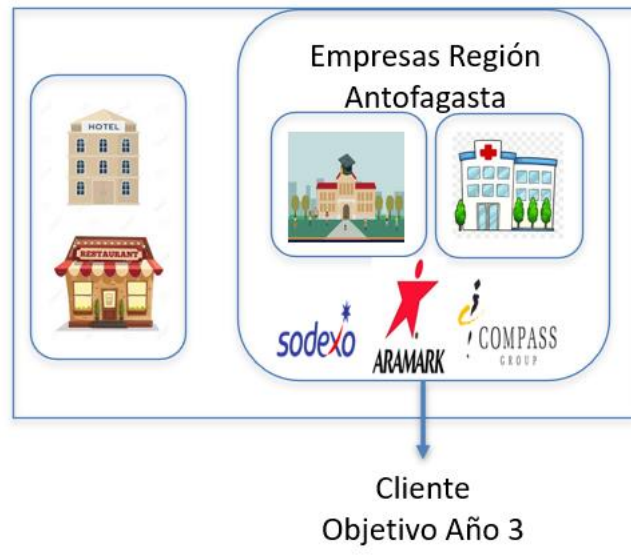 Empresas Región
Antofagasta
HOTEL
RESTAURANT
sodexo
ARAMARK
COMPASS
GROUP
Cliente
Objetivo Año 3